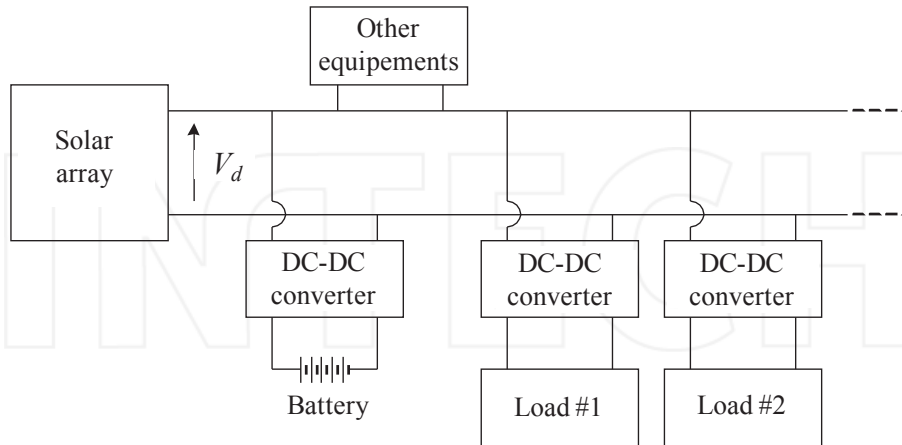 Other
equipements
Solar
array
V_d
DC-DC
converter
DC-DC
converter
DC-DC
converter
Battery
Load #1
Load #2
INTECH